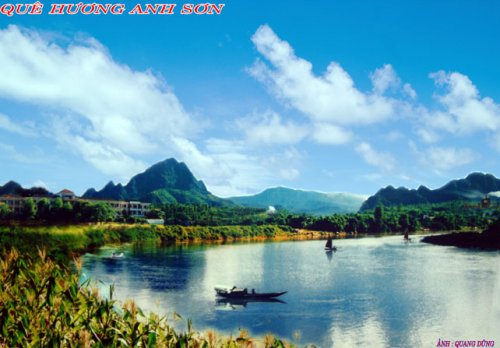 QUÊ HƯƠNG ANH SƠN
ẢNH : QUANG DŨNG